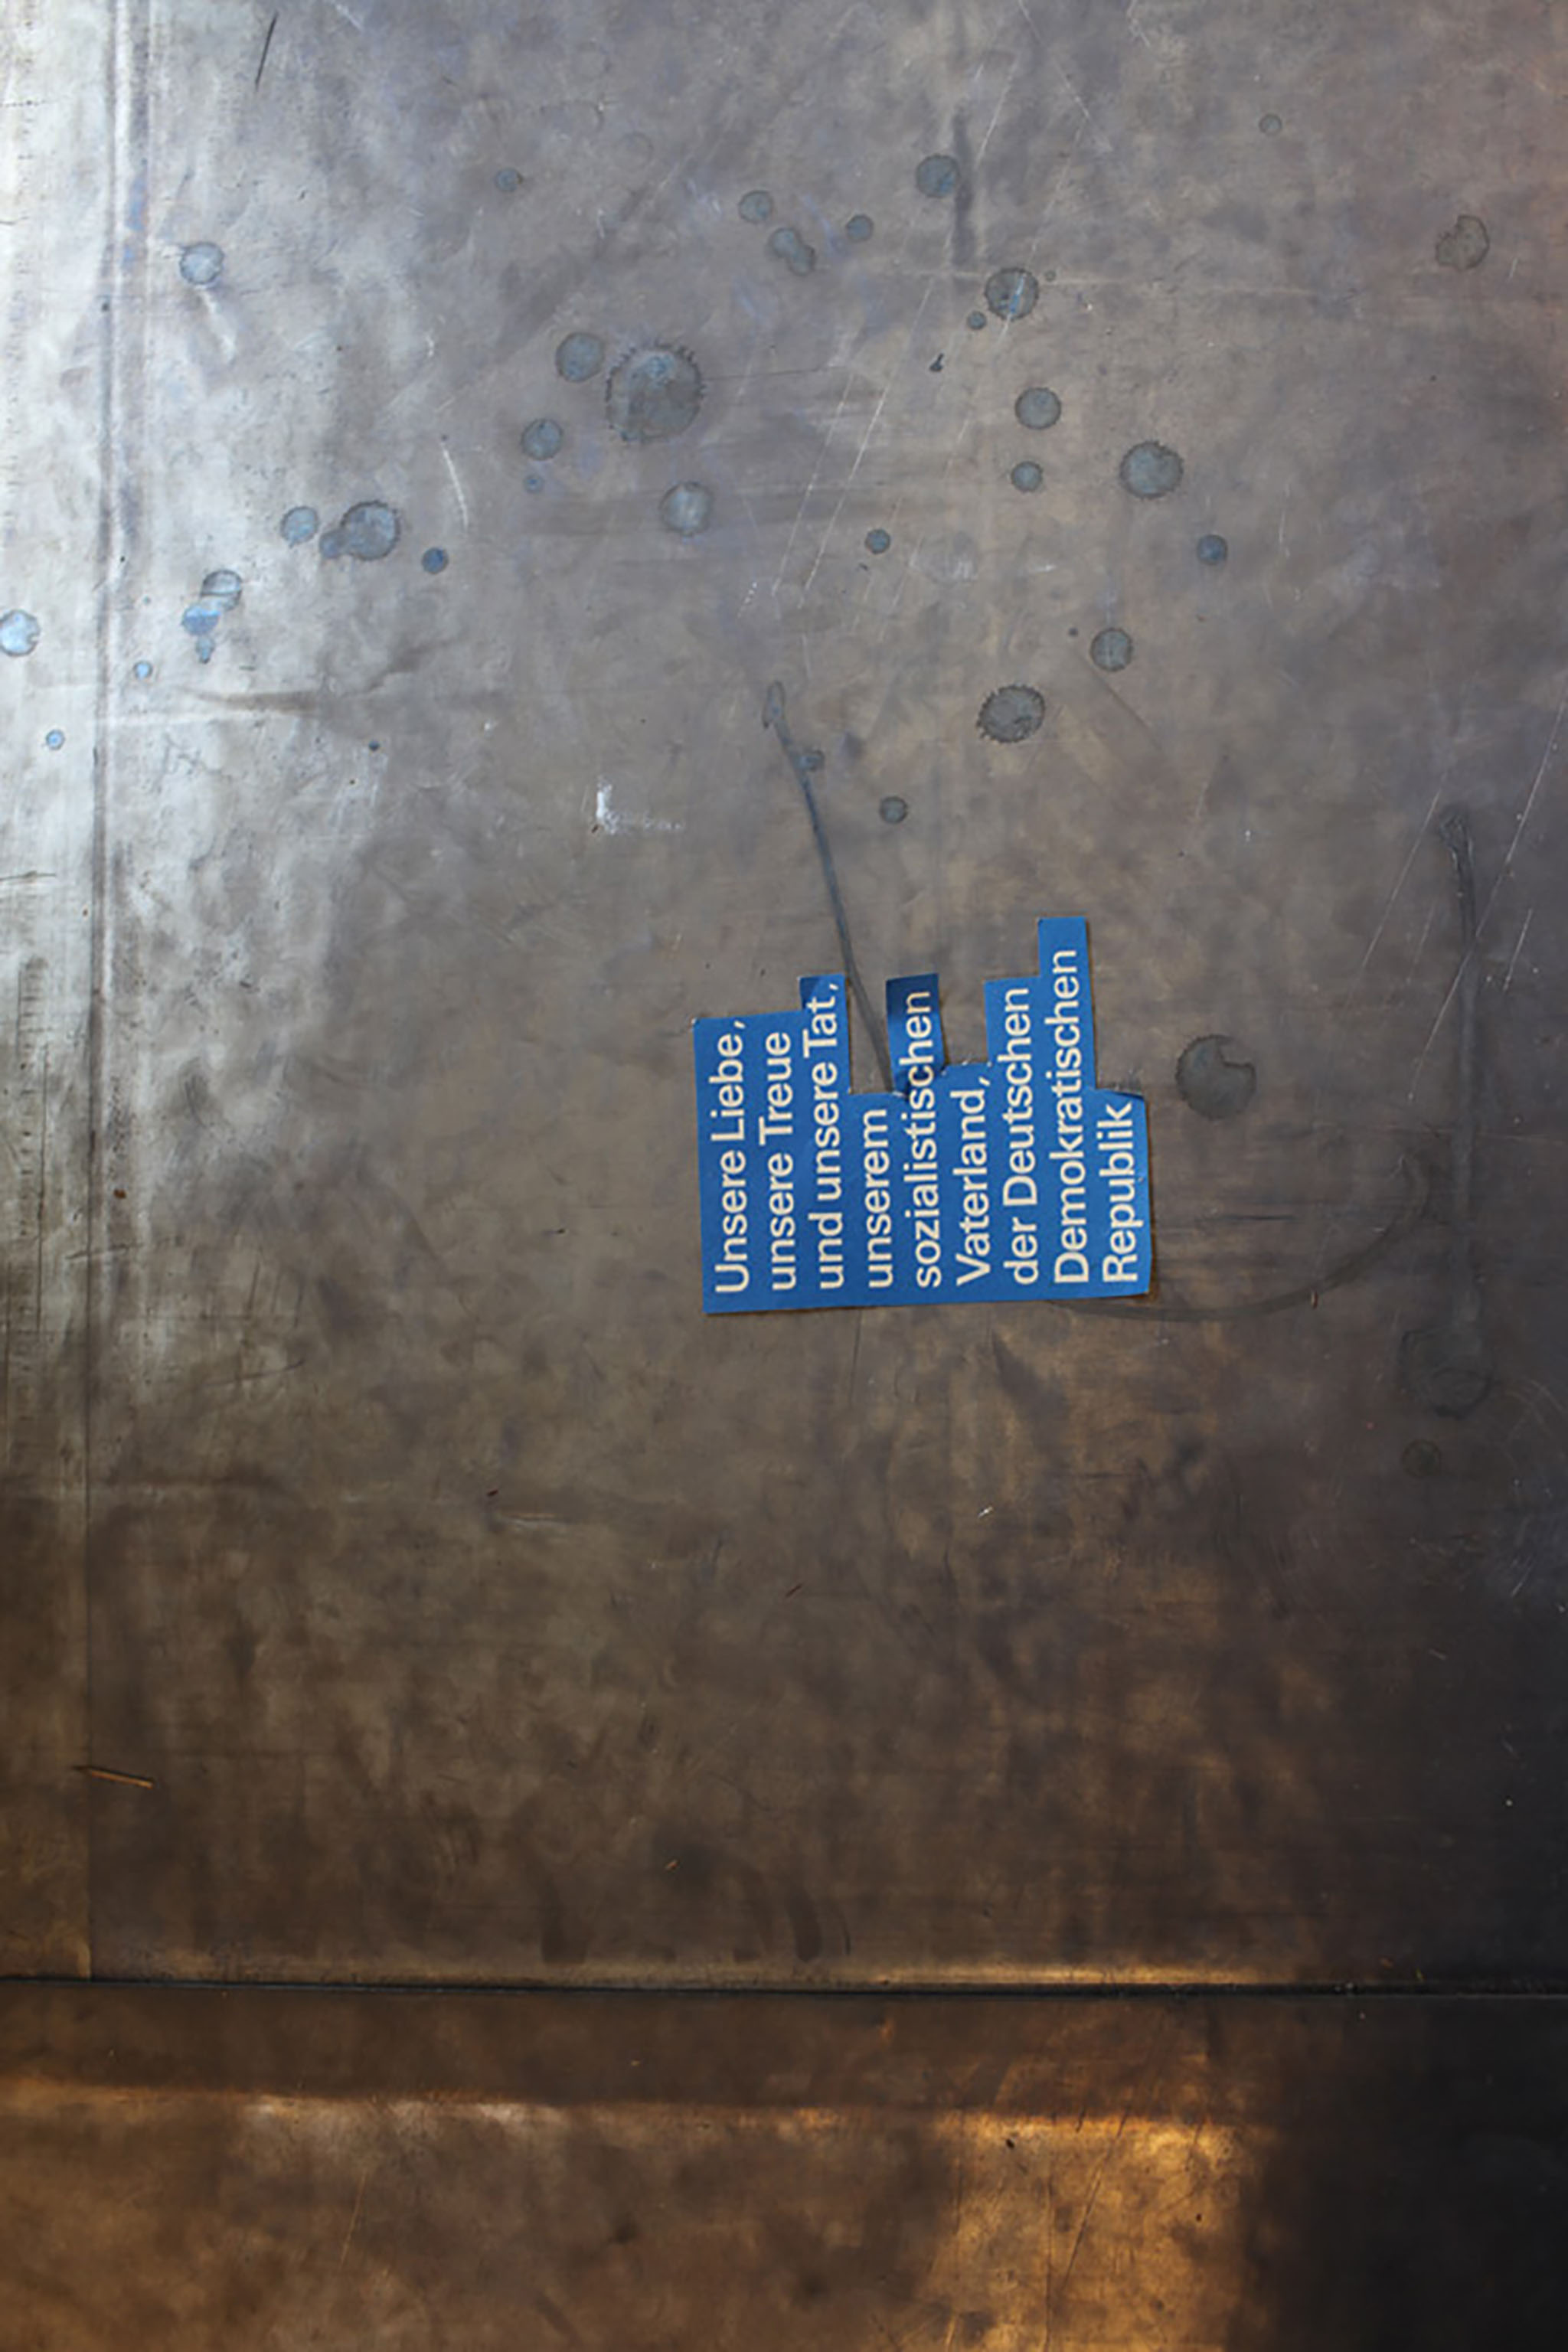 Unsere Liebe,
unsere Treue
und unsere Tat,
unserem
sozialistischen
Vaterland,
der Deutschen
Demokratischen
Republik